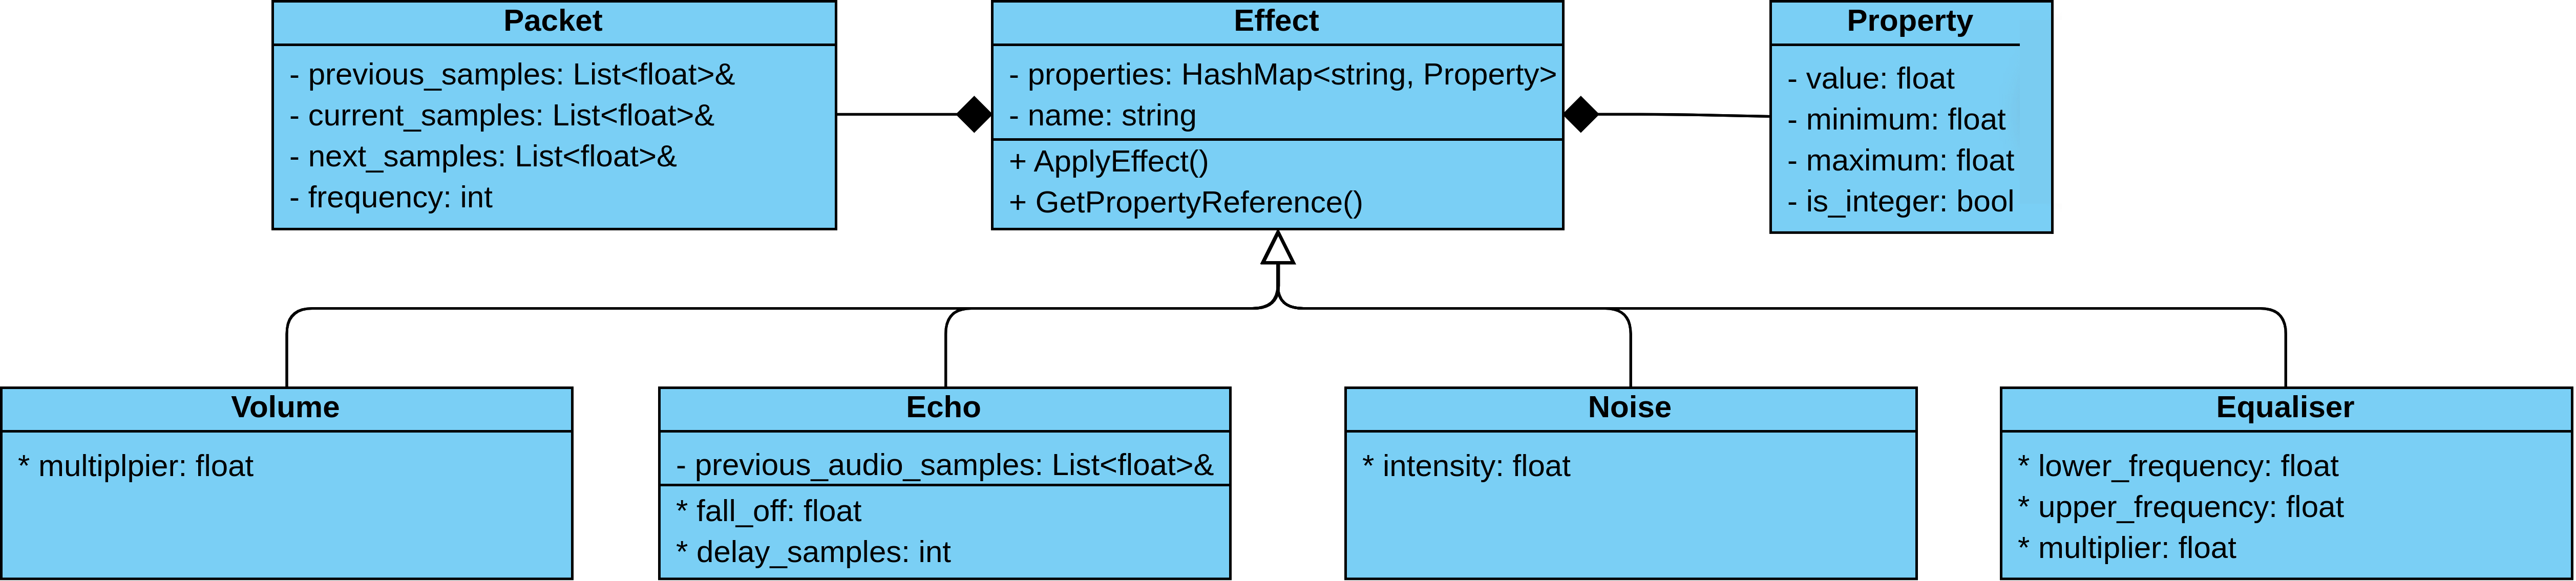 Packet
- previous_samples: List<float>&
- current_samples: List<float>&
- next_samples: List<float>&
- frequency: int
Effect
- properties: HashMap<string, Property>
- name: string
+ ApplyEffect()
+ GetPropertyReference()
Property
- value: float
- minimum: float
- maximum: float
- is_integer: bool
Volume
* multiplpier: float
Echo
- previous_audio_samples: List<float>&
* fall_off: float
* delay_samples: int
Noise
* intensity: float
Equaliser
* lower_frequency: float
* upper_frequency: float
* multiplier: float